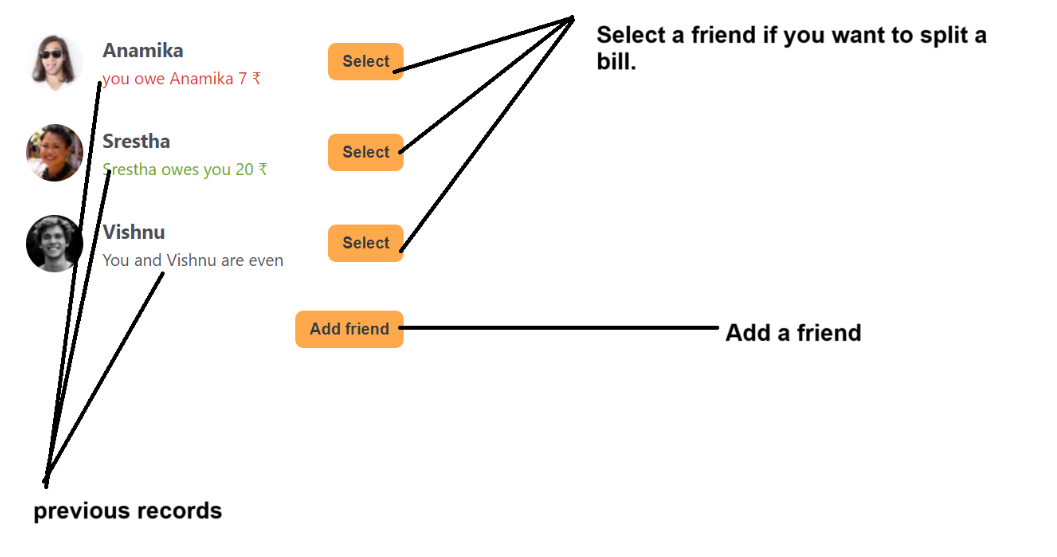 Anamika
you owe Anamika 7 ₹
Select
Select a friend if you want to split a
bill.
Srestha
Srestha owes you 20 ₹
Select
Vishnu
You and Vishnu are even
Select
Add friend
Add a friend
previous records